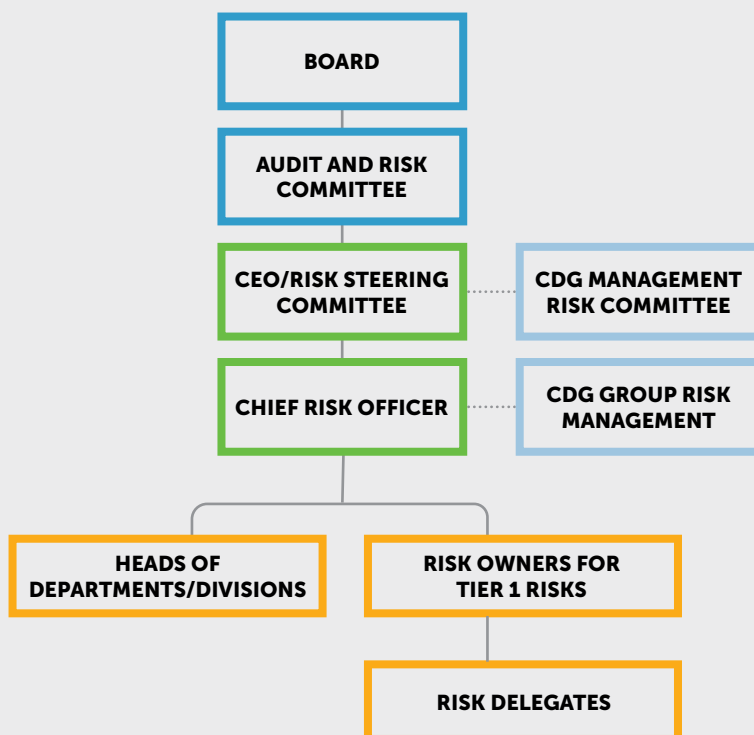 BOARD
AUDIT AND RISK
COMMITTEE
CEO/RISK STEERING
COMMITTEE
CDG MANAGEMENT
RISK COMMITTEE
CHIEF RISK OFFICER
CDG GROUP RISK
MANAGEMENT
HEADS OF
DEPARTMENTS/DIVISIONS
RISK OWNERS FOR
TIER 1 RISKS
RISK DELEGATES